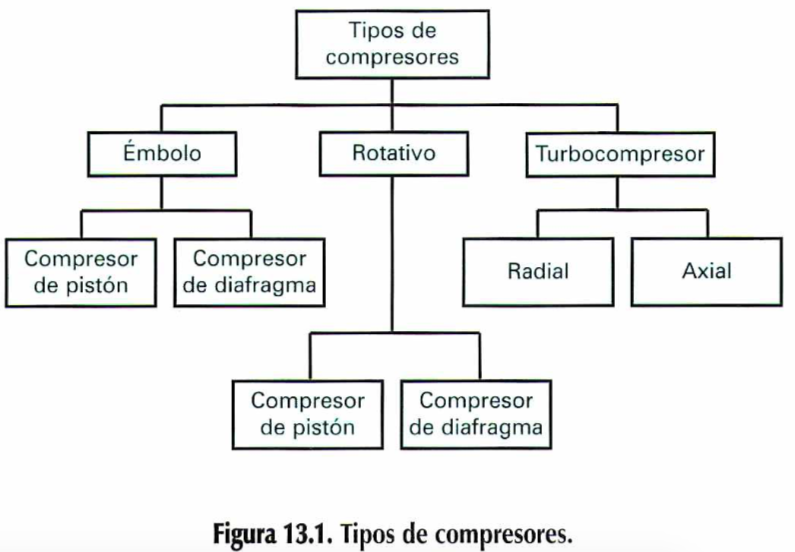 Tipos de
compresores
Émbolo
Rotativo
Turbocompresor
Compresor
de pistón
Compresor
de diafragma
Radial
Axial
Compresor
de pistón
Compresor
de diafragma
Figura 13.1. Tipos de compresores.